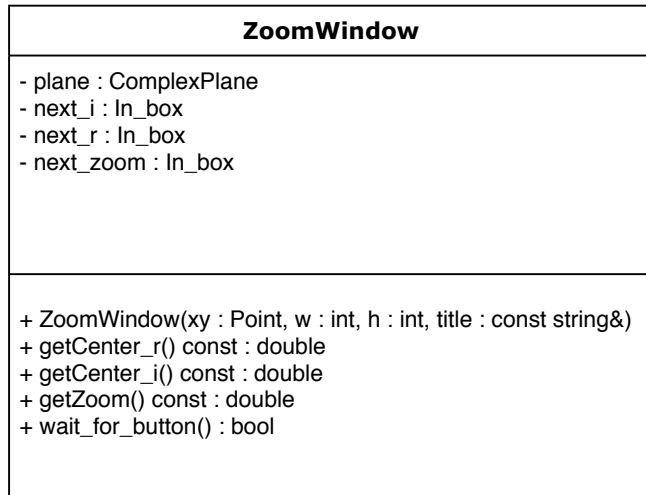 ZoomWindow
- plane : ComplexPlane
- next_i : In_box
- next_r : In_box
- next_zoom : In_box
+ ZoomWindow(xy : Point, w : int, h : int, title : const string&)
+ getCenter_r() const : double
+ getCenter_i() const : double
+ getZoom() const : double
+ wait_for_button() : bool